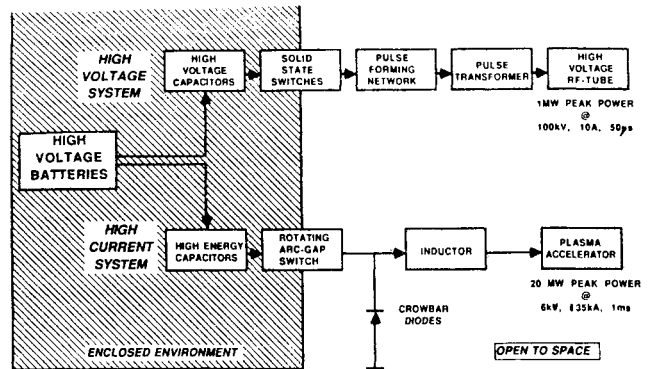 HIGH
VOLTAGE
SYSTEM
HIGH
VOLTAGE
CAPACITORS
SOLID
STATE
SWITCHES
PULSE
FORMING
NETWORK
PULSE
TRANSFORMER
HIGH
VOLTAGE
RF-TUBE
1MW PEAK POWER
@
100kV, 10A, 50µs
HIGH
VOLTAGE
BATTERIES
HIGH
CURRENT
SYSTEM
HIGH ENERGY
CAPACITORS
ROTATING
ARC-GAP
SWITCH
INDUCTOR
PLASMA
ACCELERATOR
20 MW PEAK POWER
@
6kV, 1ms
CROWBAR
DIODES
ENCLOSED ENVIRONMENT
OPEN TO SPACE